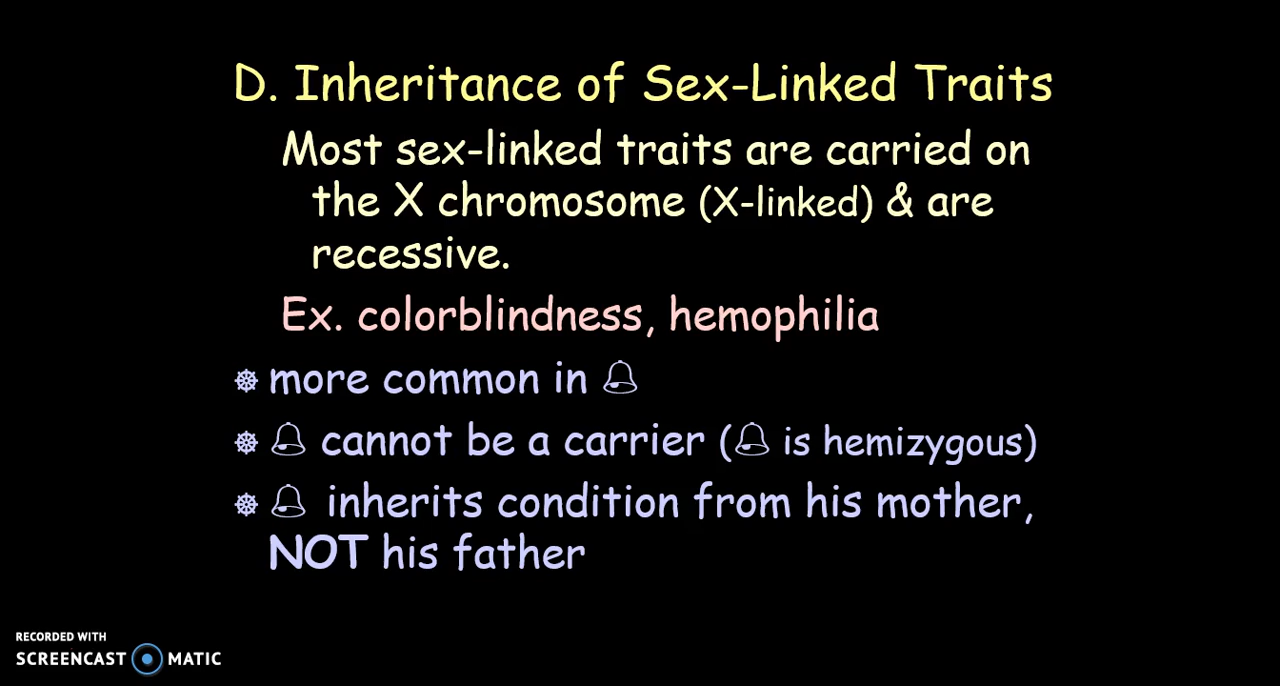 D. Inheritance of Sex-Linked Traits
Most sex-linked traits are carried on
the X chromosome (X-linked) & are
recessive.
Ex. colorblindness, hemophilia
more common in 🔔
🔔 cannot be a carrier (🔔 is hemizygous)
🔔 inherits condition from his mother,
NOT his father
RECORDED WITH
SCREENCAST MATIC